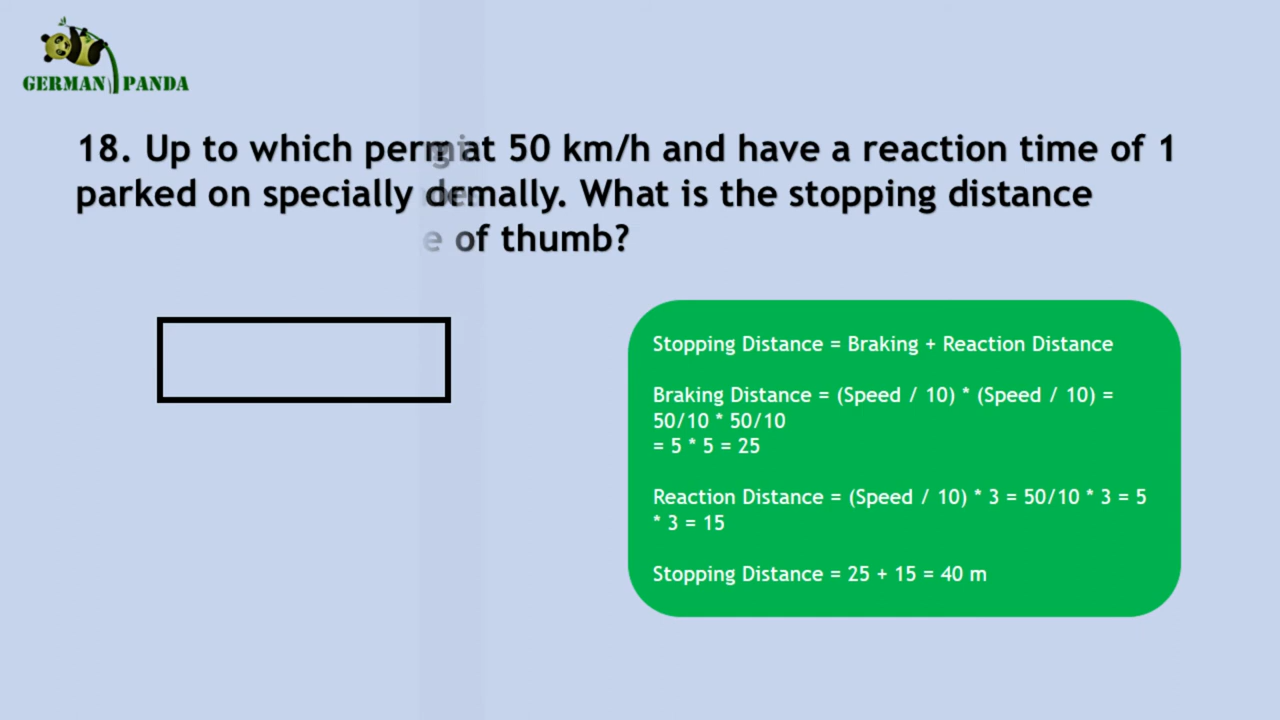 GERMAN PANDA
18. Up to which at 50 km/h and have a reaction time of 1
parked on specially What is the stopping distance
of thumb?
Stopping Distance = Braking + Reaction Distance
Braking Distance = (Speed / 10) * (Speed / 10) =
50/10 * 50/10
= 5 * 5 = 25
Reaction Distance = (Speed / 10) * 3 = 50/10 * 3 = 5
* 3 = 15
Stopping Distance = 25 + 15 = 40 m